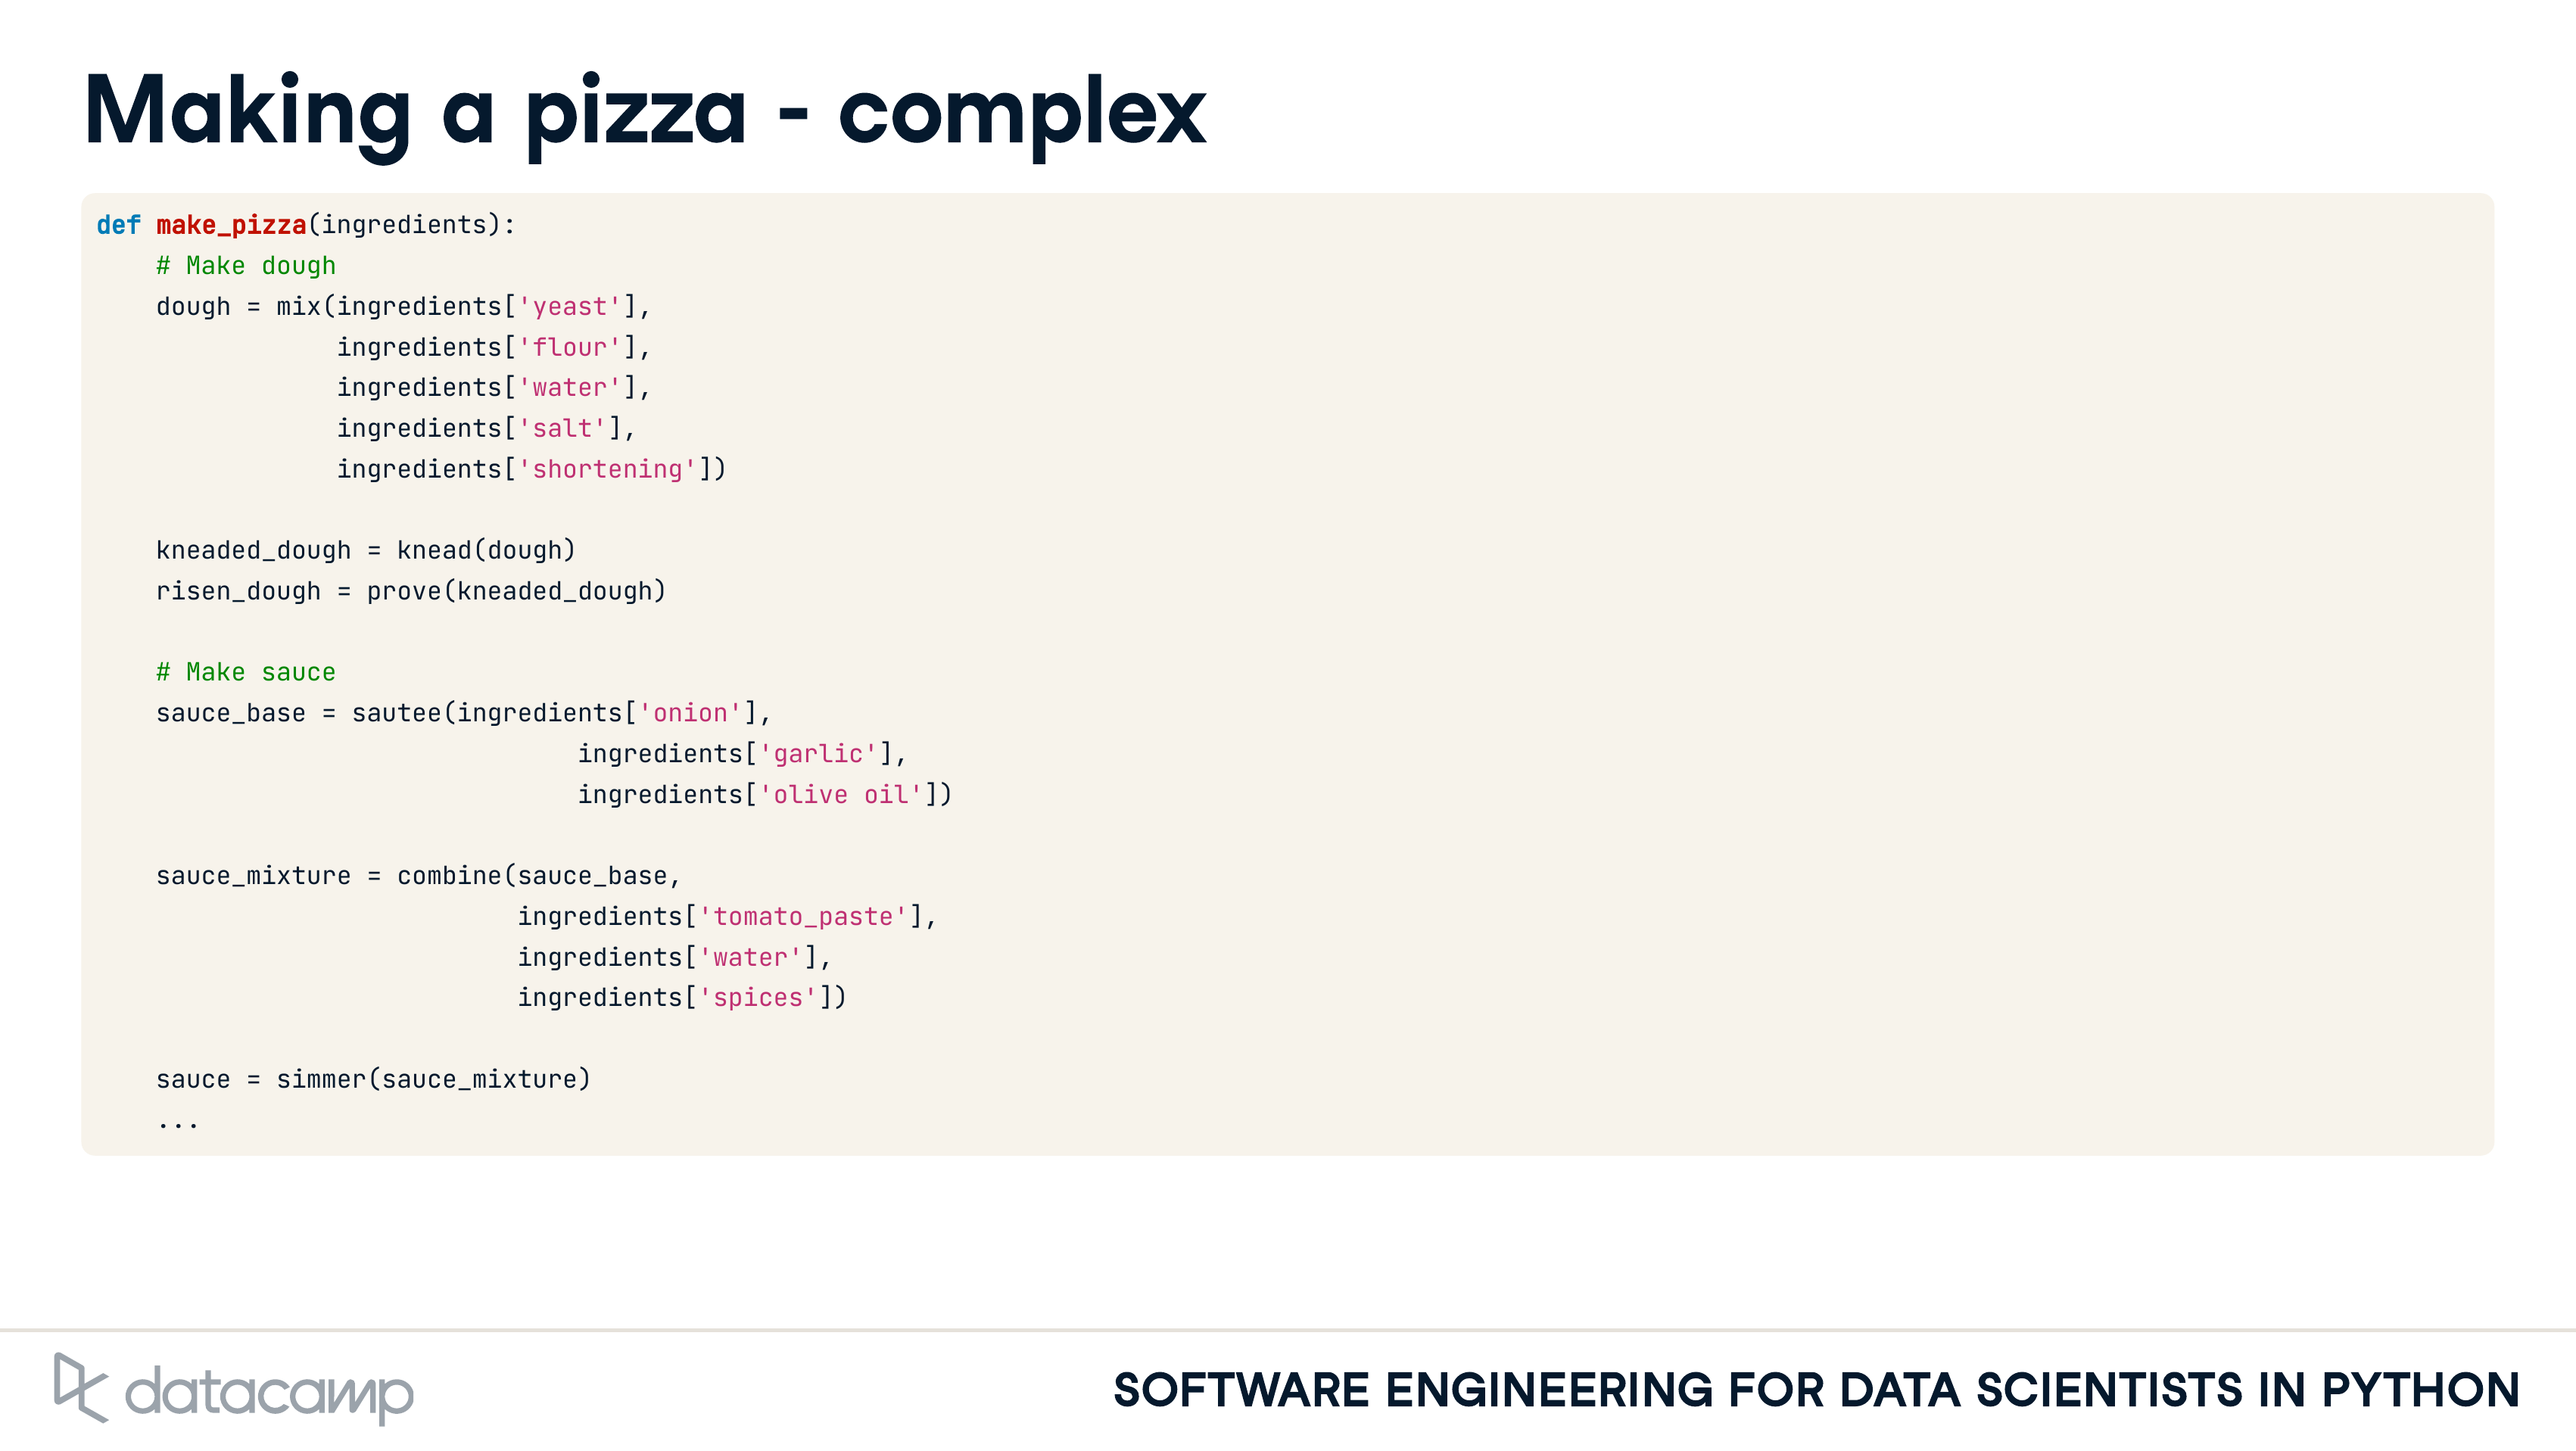 Making a pizza - complex
def make_pizza(ingredients):
    # Make dough
    dough = mix(ingredients['yeast'],
                ingredients['flour'],
                ingredients['water'],
                ingredients['salt'],
                ingredients['shortening'])

    kneaded_dough = knead(dough)
    risen_dough = prove(kneaded_dough)

    # Make sauce
    sauce_base = sautee(ingredients['onion'],
                                ingredients['garlic'],
                                ingredients['olive oil'])

    sauce_mixture = combine(sauce_base,
                            ingredients['tomato_paste'],
                            ingredients['water'],
                            ingredients['spices'])

    sauce = simmer(sauce_mixture)
    ...
datacamp
SOFTWARE ENGINEERING FOR DATA SCIENTISTS IN PYTHON